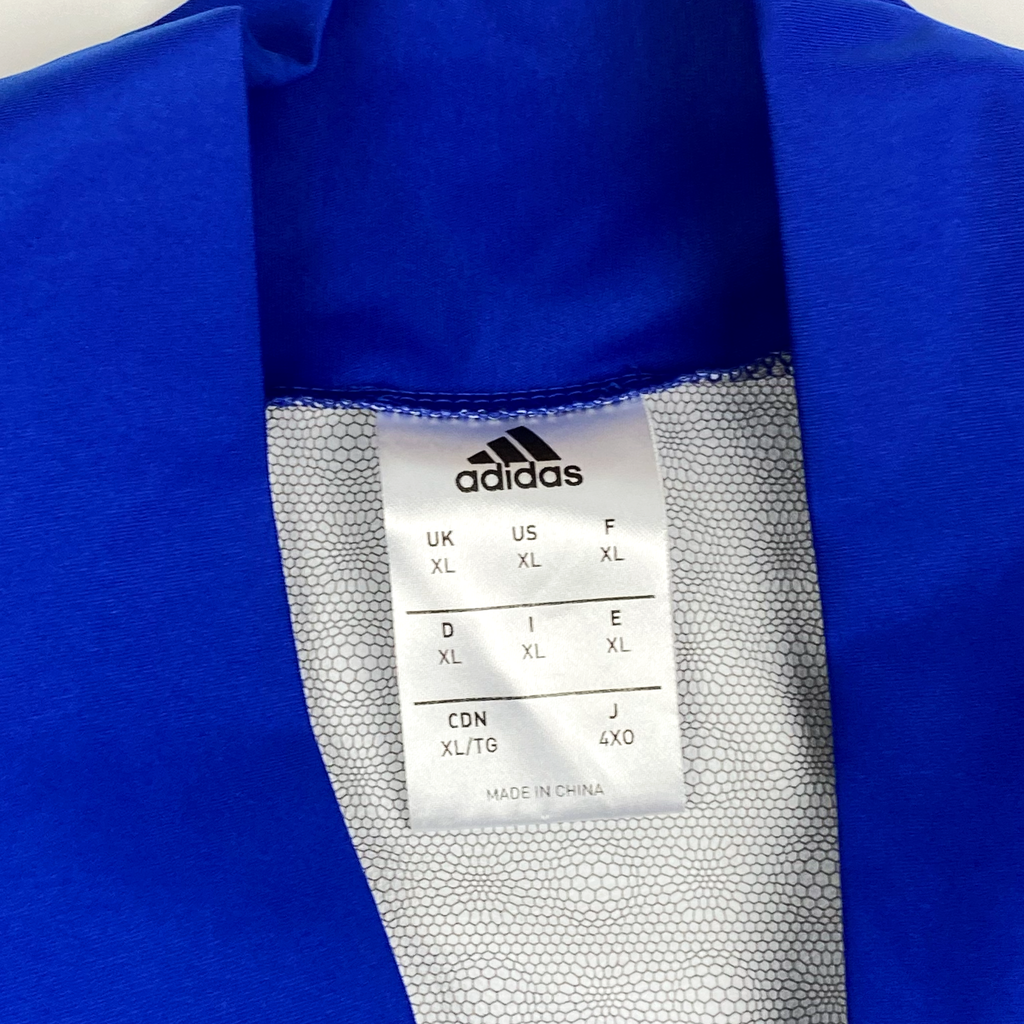 adidas
UK US F
XL XL XL
D I E
XL XL XL
CDN J
XL/TG 4XO
MADE IN CHINA